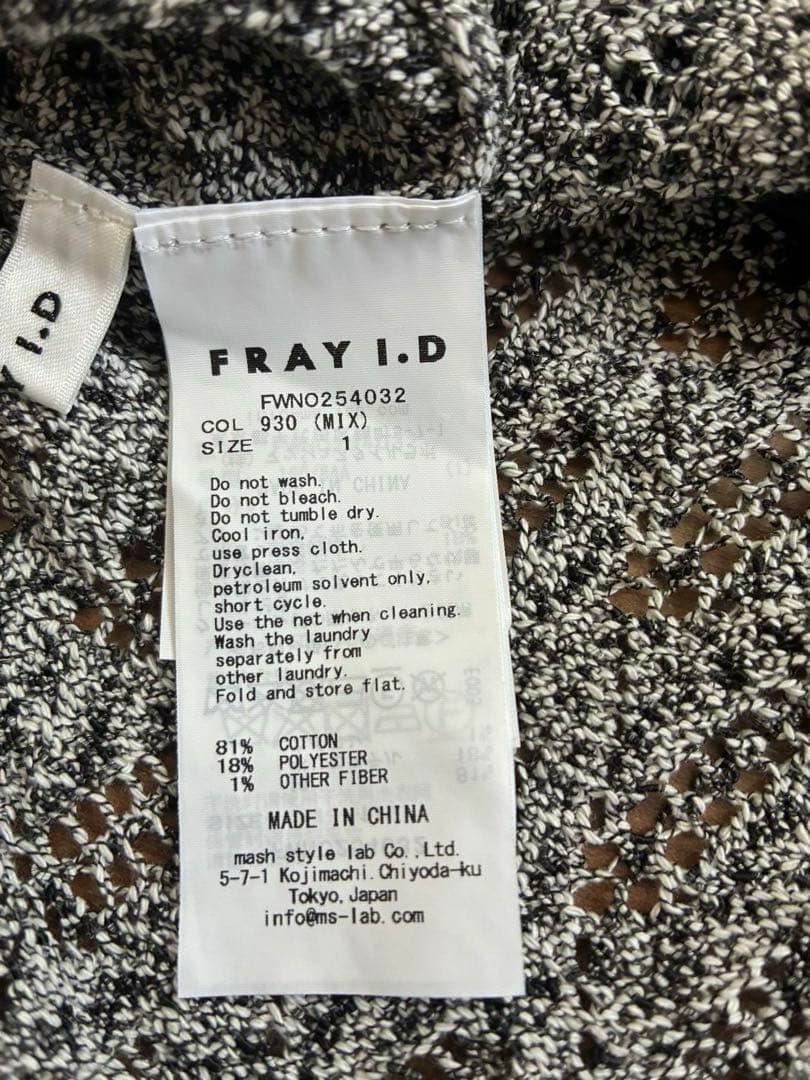 Y I.D
FRAY I.D
FWNO254032
COL 930 (MIX)
SIZE 1
Do not wash.
Do not bleach.
Do not tumble dry.
Cool iron,
use press cloth.
Dryclean,
petroleum solvent only,
short cycle.
Use the net when cleaning.
Wash the laundry
separately from
other laundry.
Fold and store flat.
81% COTTON
18% POLYESTER
1% OTHER FIBER
MADE IN CHINA
mash style lab Co.,Ltd.
5-7-1 Kojimachi.Chiyoda-ku
Tokyo,Japan
info@ms-lab.com